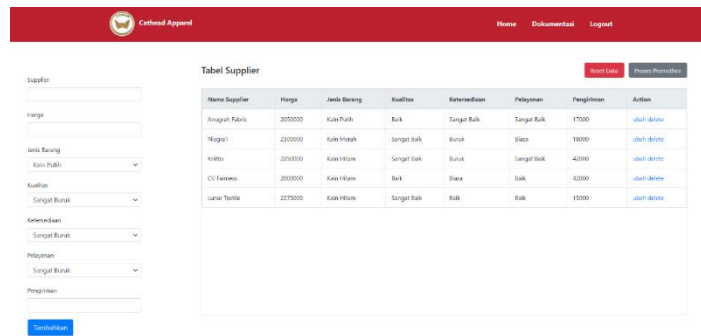 Cathead Apparel
Home Dokumentasi Logout
Tabel Supplier
Reset Data Proses Promethee
Supplier
Harga
Jenis Barang
Kain Putih
Kualitas
Sangat Buruk
Ketersediaan
Sangat Buruk
Pelayanan
Sangat Buruk
Pengiriman
Tambahkan
Nama Supplier Harga Jenis Barang Kualitas Ketersediaan Pelayanan Pengiriman Action
Anugrah Fabric 2050000 Kain Putih Baik Sangat Baik Sangat Baik 17000 ubah delete
Niagra1 2300000 Kain Merah Sangat Baik Buruk Biasa 16000 ubah delete
Knitto 2250000 Kain Hitam Sangat Baik Buruk Sangat Baik 42000 ubah delete
CV Fairness 2000000 Kain Hitam Baik Biasa Baik 42000 ubah delete
Lunar Textile 2275000 Kain Hitam Sangat Baik Baik Baik 13000 ubah delete